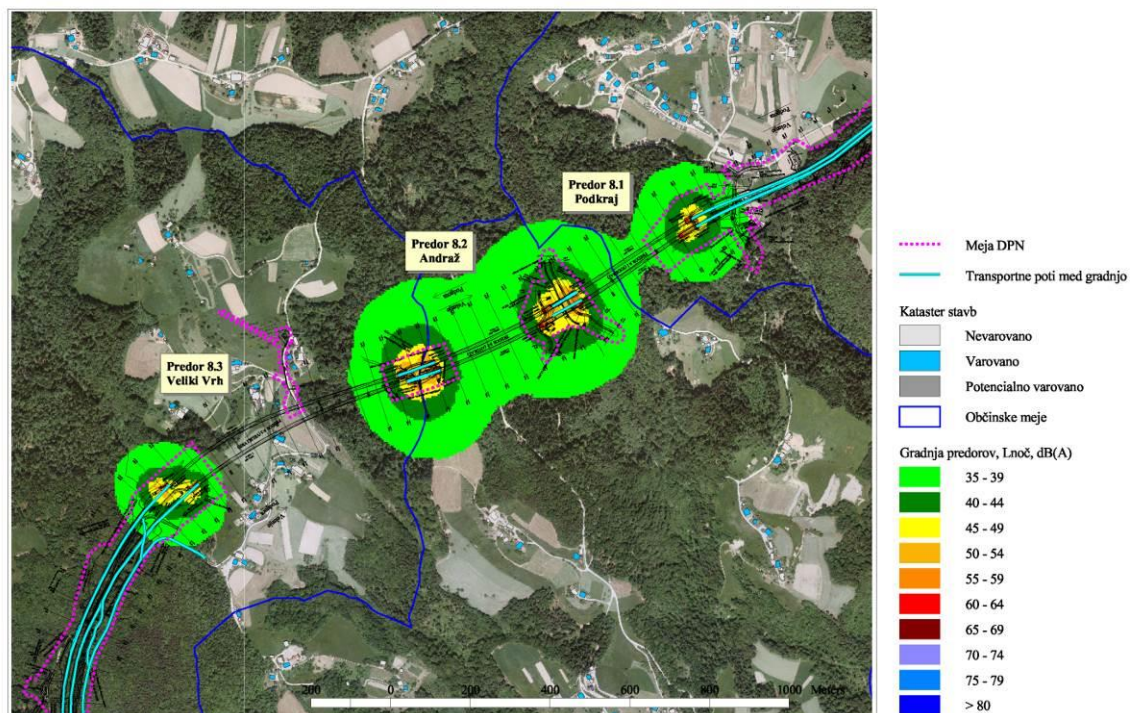 Predor 8.1
Podkraj
Predor 8.2
Andraž
Predor 8.3
Veliki Vrh
200
0
200
400
600
800
1000
Meters
Meja DPN
Transportne poti med gradnjo
Kataster stavb
Nevarovano
Varovano
Potencialno varovano
Občinske meje
Gradnja predorov, Lnoč, dB(A)
35 - 39
40 - 44
45 - 49
50 - 54
55 - 59
60 - 64
65 - 69
70 - 74
75 - 79
> 80